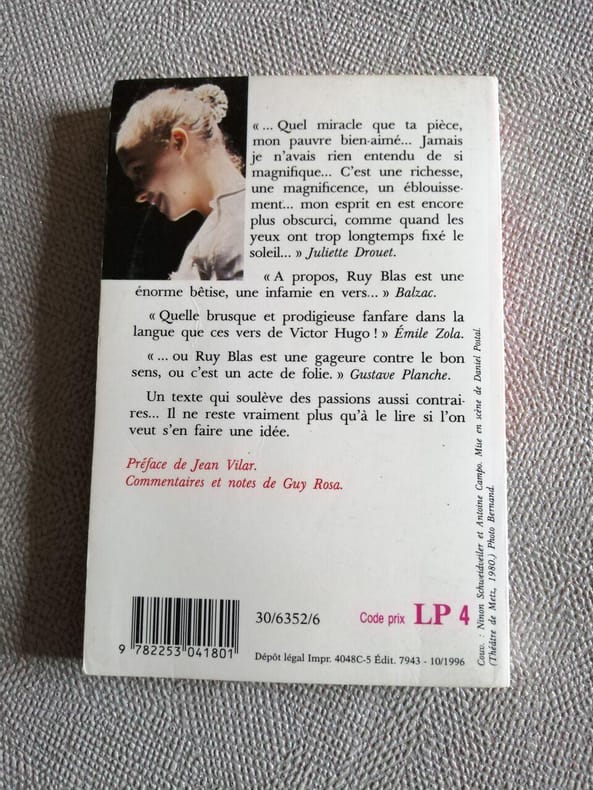 « ... Quel miracle que ta pièce,
mon pauvre bien-aimé... Jamais
je n'avais rien entendu de si
magnifique... C'est une richesse,
une magnificence, un éblouisse-
ment... mon esprit en est encore
plus obscurci, comme quand les
yeux ont trop longtemps fixé le
soleil... » Juliette Drouet.
« A propos, Ruy Blas est une
énorme bêtise, une infamie en vers... » Balzac.
« Quelle brusque et prodigieuse fanfare dans la
langue que ces vers de Victor Hugo ! » Émile Zola.
« ... ou Ruy Blas est une gageure contre le bon
sens, ou c'est un acte de folie. » Gustave Planche.
Un texte qui soulève des passions aussi contrai-
res... Il ne reste vraiment plus qu'à le lire si l'on
veut s'en faire une idée.
Préface de Jean Vilar.
Commentaires et notes de Guy Rosa.
30/6352/6
Code prix LP 4
9 782253 041801
Dépôt légal Impr. 4048C-5 Édit. 7943 - 10/1996
Couv. : Ninon Schweidveiler et Antoine Campo. Mise en scène de Daniel Postal.
(Théâtre de Metz, 1980.) Photo Bernand.